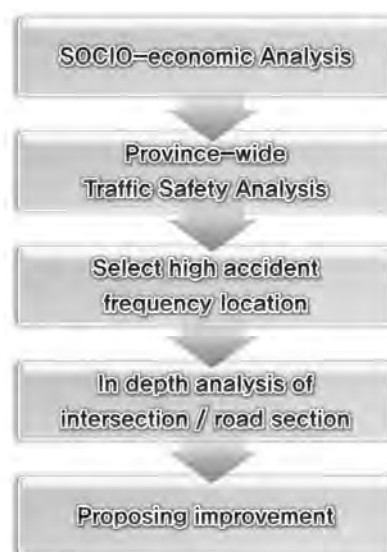 SOCIO-economic Analysis
Province-wide
Traffic Safety Analysis
Select high accident
frequency location
In depth analysis of
intersection / road section
Proposing improvement